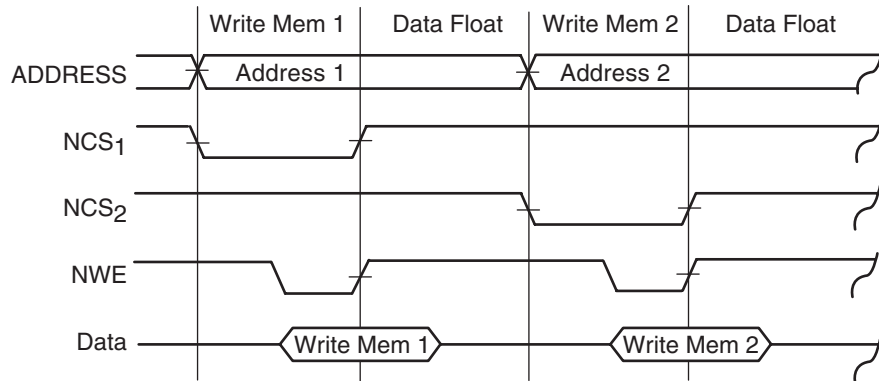 Write Mem 1 Data Float Write Mem 2 Data Float
ADDRESS Address 1 Address 2
NCS1
NCS2
NWE
Data Write Mem 1 Write Mem 2